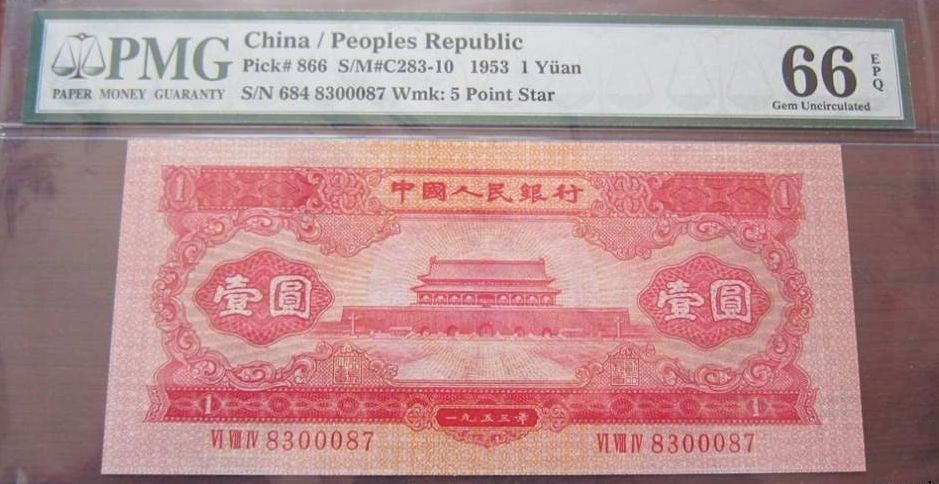 PMG
PAPER MONEY GUARANTY
China / Peoples Republic
Pick# 866 S/M#C283-10 1953 1 Yüan
S/N 684 8300087 Wmk: 5 Point Star
66
EPQ
Gem Uncirculated
1 中國人民銀行 1
壹圓 壹圓
1 一九五三年 1
VI VIII IV 8300087 VI VIII IV 8300087